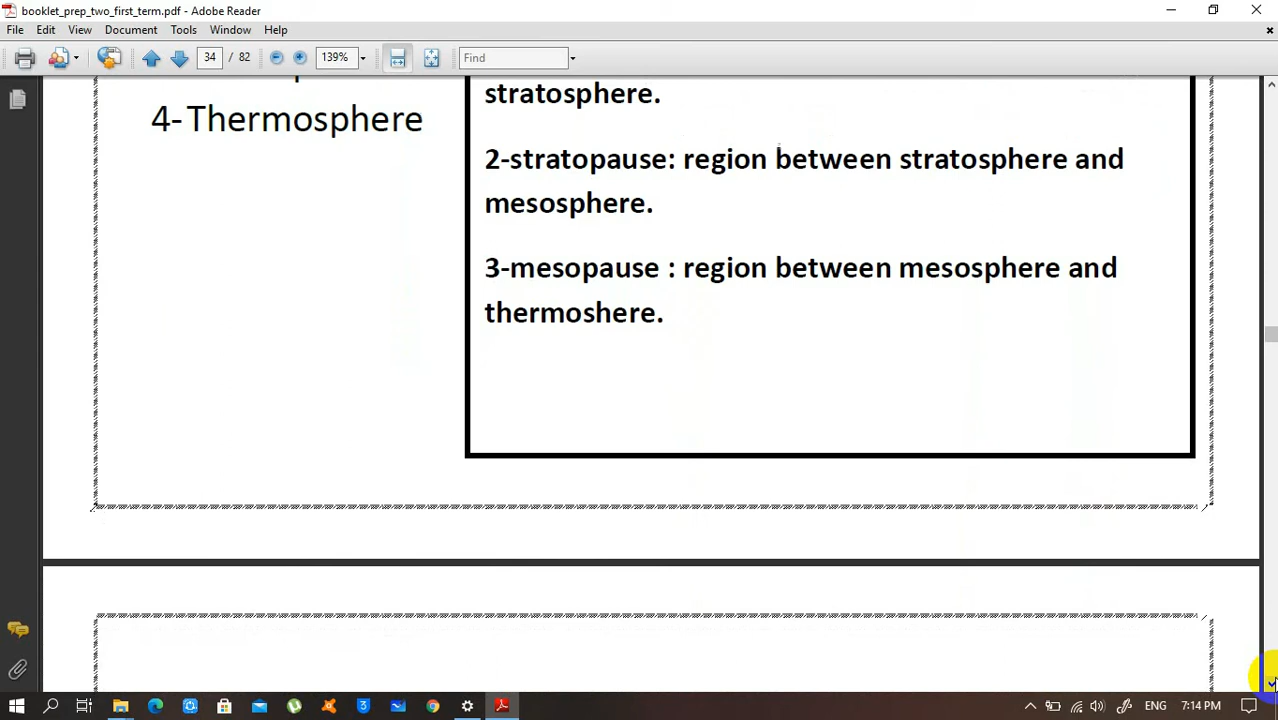 booklet_prep_two_first_term.pdf - Adobe Reader
File Edit View Document Tools Window Help
34 / 82 139% Find
4- Thermosphere
stratosphere.
2-stratopause: region between stratosphere and
mesosphere.
3-mesopause : region between mesosphere and
thermoshere.
7:14 PM